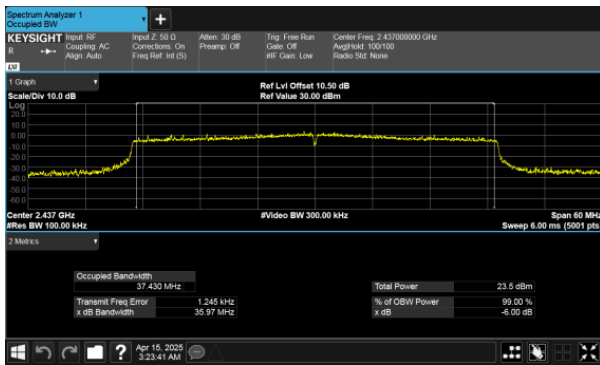 Spectrum Analyzer 1
Occupied BW
+
KEYSIGHT Input: RF Input Z: 50 Ω Atten: 30 dB Trig: Free Run Center Freq: 2.437000000 GHz
R Coupling: AC Corrections: On Preamp: Off Gate: Off Avg|Hold: 100/100
Align: Auto Freq Ref: Int (S) #IF Gain: Low Radio Std: None
LXI
1 Graph
Ref Lvl Offset 10.50 dB
Scale/Div 10.0 dB Ref Value 30.00 dBm
Log
20.0
10.0
0.00
-10.0
-20.0
-30.0
-40.0
-50.0
-60.0
Center 2.437 GHz #Video BW 300.00 kHz Span 60 MHz
#Res BW 100.00 kHz Sweep 6.00 ms (5001 pts)
2 Metrics
Occupied Bandwidth
37.430 MHz Total Power 23.5 dBm
Transmit Freq Error 1.245 kHz % of OBW Power 99.00 %
x dB Bandwidth 35.97 MHz x dB -6.00 dB
? Apr 15, 2025
3:23:41 AM